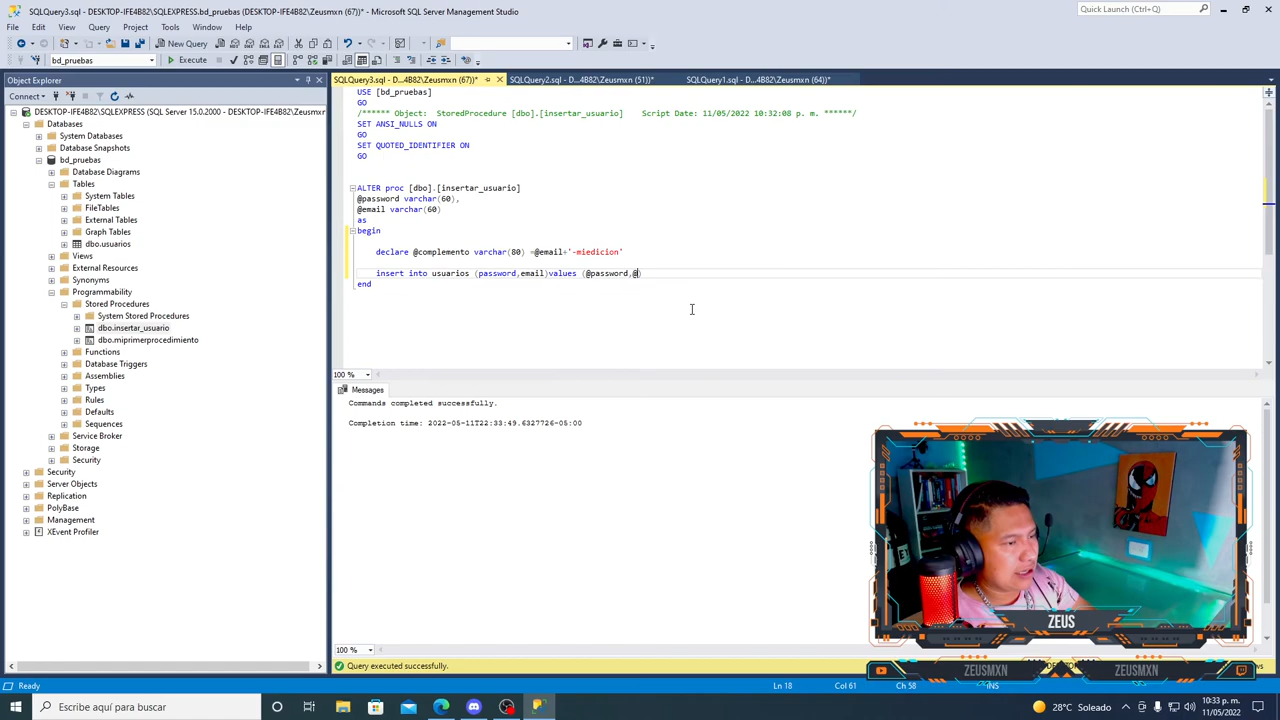 SQLQuery3.sql - DESKTOP-IFE4B82\SQLEXPRESS.bd_pruebas (DESKTOP-IFE4B82\Zeusmxn (67))* - Microsoft SQL Server Management Studio
Quick Launch (Ctrl+Q)
File Edit View Query Project Tools Window Help
New Query
bd_pruebas
Execute
Object Explorer
SQLQuery3.sql - D...4B82\Zeusmxn (67))*
SQLQuery2.sql - D...4B82\Zeusmxn (51))*
SQLQuery1.sql - D...4B82\Zeusmxn (64))*
Connect
DESKTOP-IFE4B82\SQLEXPRESS (SQL Server 15.0.2000 - DESKTOP-IFE4B82\Zeusmxn
Databases
System Databases
Database Snapshots
bd_pruebas
Database Diagrams
Tables
System Tables
FileTables
External Tables
Graph Tables
dbo.usuarios
Views
External Resources
Synonyms
Programmability
Stored Procedures
System Stored Procedures
dbo.insertar_usuario
dbo.miprimerprocedimiento
Functions
Database Triggers
Assemblies
Types
Rules
Defaults
Sequences
Service Broker
Storage
Security
Security
Server Objects
Replication
PolyBase
Management
XEvent Profiler
USE [bd_pruebas]
GO
/****** Object: StoredProcedure [dbo].[insertar_usuario] Script Date: 11/05/2022 10:32:08 p. m. ******/
SET ANSI_NULLS ON
GO
SET QUOTED_IDENTIFIER ON
GO
ALTER proc [dbo].[insertar_usuario]
@password varchar(60),
@email varchar(60)
as
begin
declare @complemento varchar(80) =@email+'-miedicion'
insert into usuarios (password,email)values (@password,@)
end
100 %
Messages
Commands completed successfully.
Completion time: 2022-05-11T22:33:49.6327726-05:00
100 %
Query executed successfully.
ZEUS
ZEUSMXN
ZEUSMXN
Ready
Ln 18
Col 61
Ch 58
INS
Escribe aquí para buscar
28°C Soleado
10:33 p. m.
11/05/2022